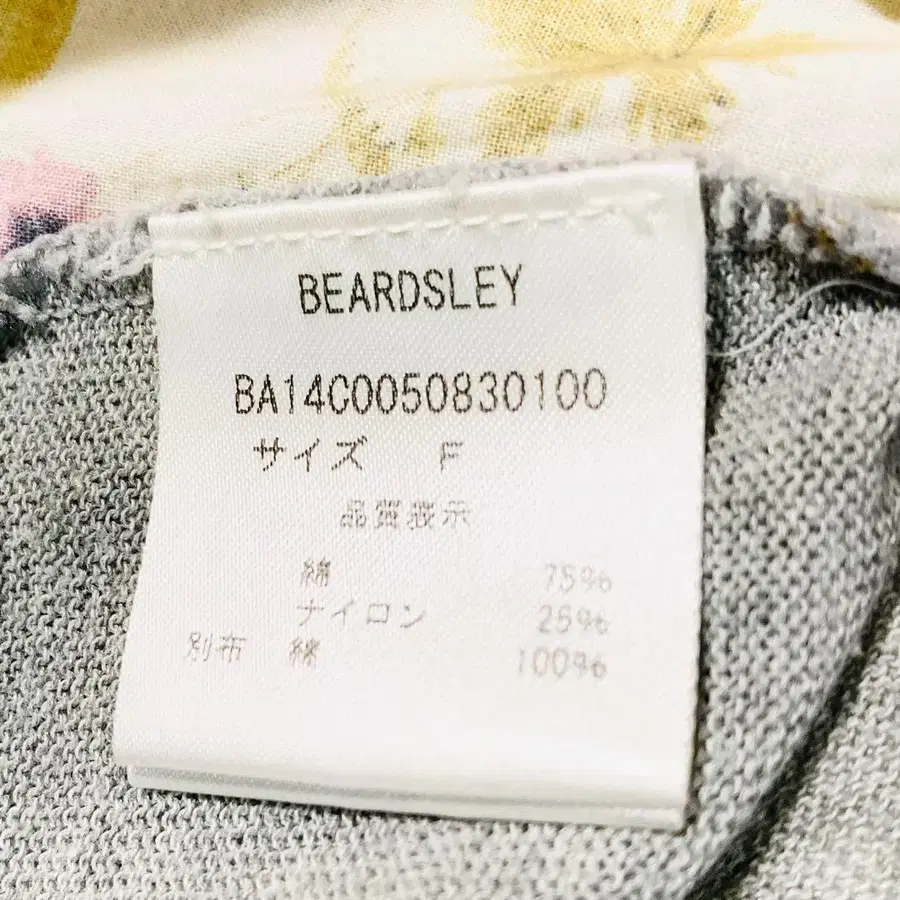 BEARDSLEY
BA14C0050830100
サイズ F
品質表示
綿 75%
ナイロン 25%
別布 綿 100%